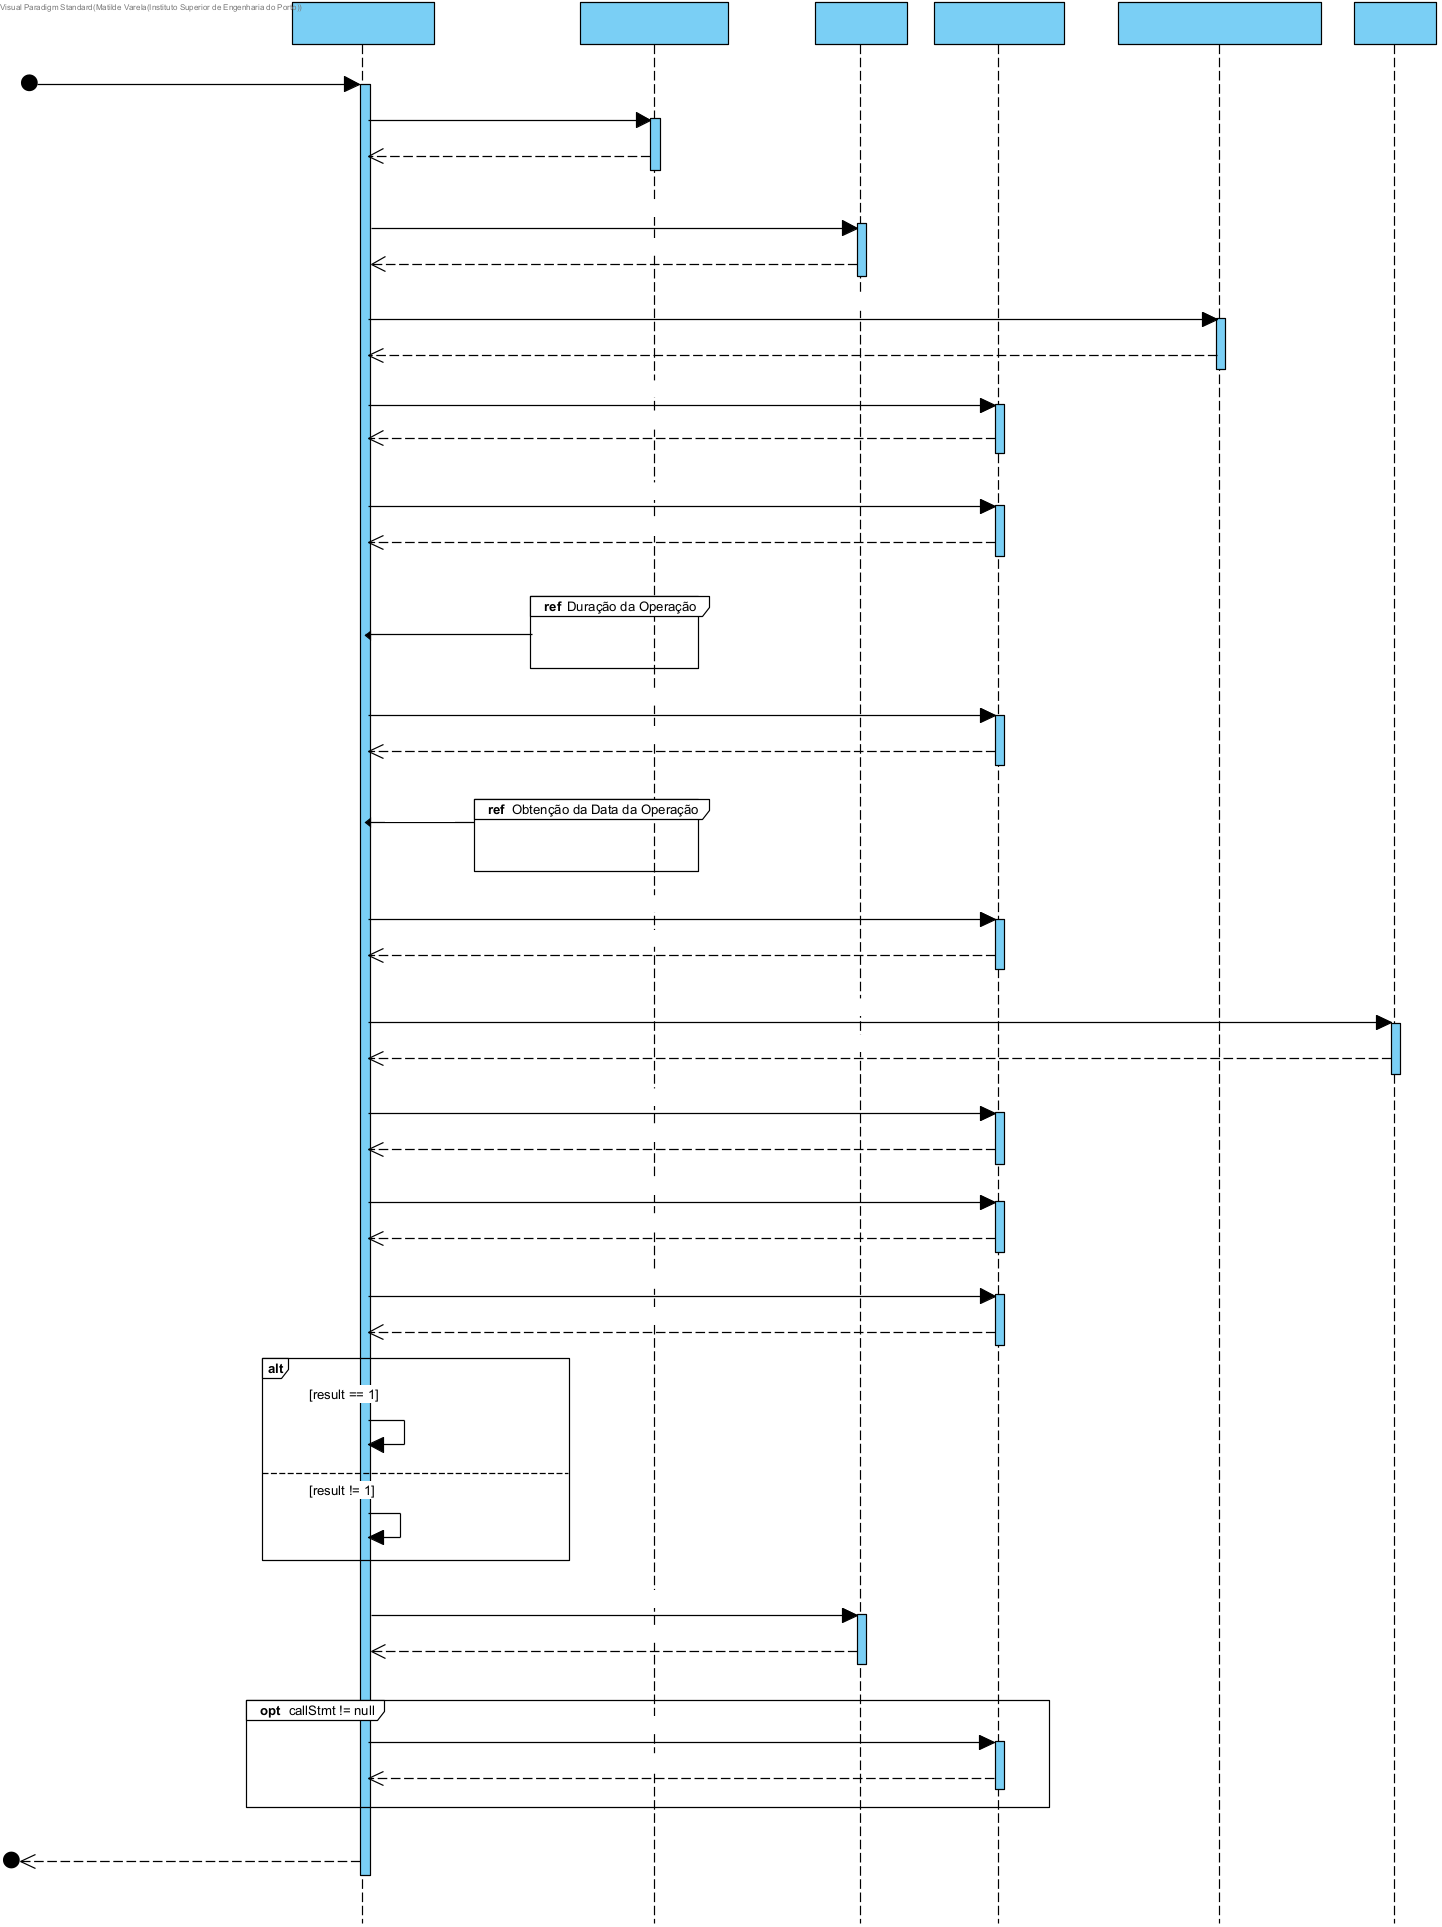 Visual Paradigm Standard(Matilde Varela(Instituto Superior de Engenharia do Porto))
ref Duração da Operação
ref Obtenção da Data da Operação
alt
[result == 1]
[result != 1]
opt callStmt != null